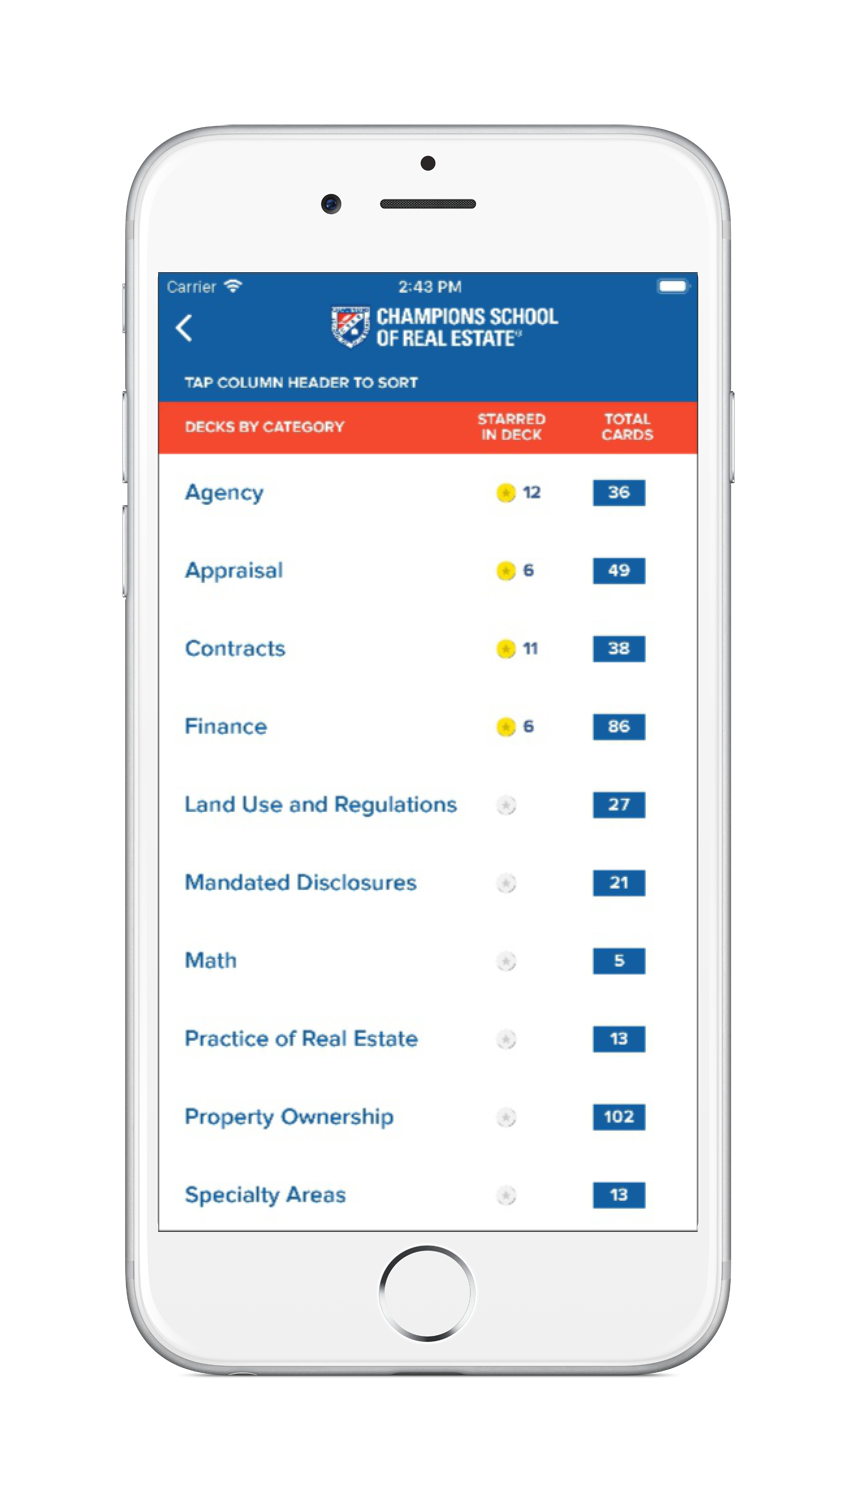 Carrier 2:43 PM
CHAMPIONS SCHOOL
OF REAL ESTATE
TAP COLUMN HEADER TO SORT
DECKS BY CATEGORY STARRED IN DECK TOTAL CARDS
Agency 12 36
Appraisal 6 49
Contracts 11 38
Finance 6 86
Land Use and Regulations 27
Mandated Disclosures 21
Math 5
Practice of Real Estate 13
Property Ownership 102
Specialty Areas 13